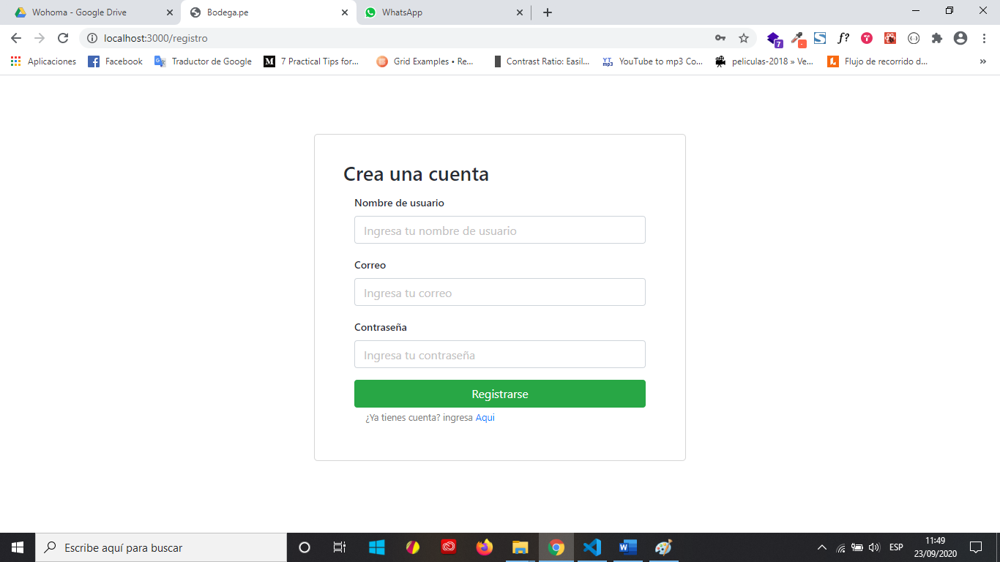 Wohoma - Google Drive
Bodega.pe
WhatsApp
localhost:3000/registro
7
-
f?
Aplicaciones
Facebook
Traductor de Google
M
7 Practical Tips for...
Grid Examples • Re...
Contrast Ratio: Easil...
YT mp3
YouTube to mp3 Co...
peliculas-2018 » Ve...
Flujo de recorrido d...
»
Crea una cuenta
Nombre de usuario
Ingresa tu nombre de usuario
Correo
Ingresa tu correo
Contraseña
Ingresa tu contraseña
Registrarse
¿Ya tienes cuenta? ingresa Aqui
Escribe aquí para buscar
ESP
11:49
23/09/2020